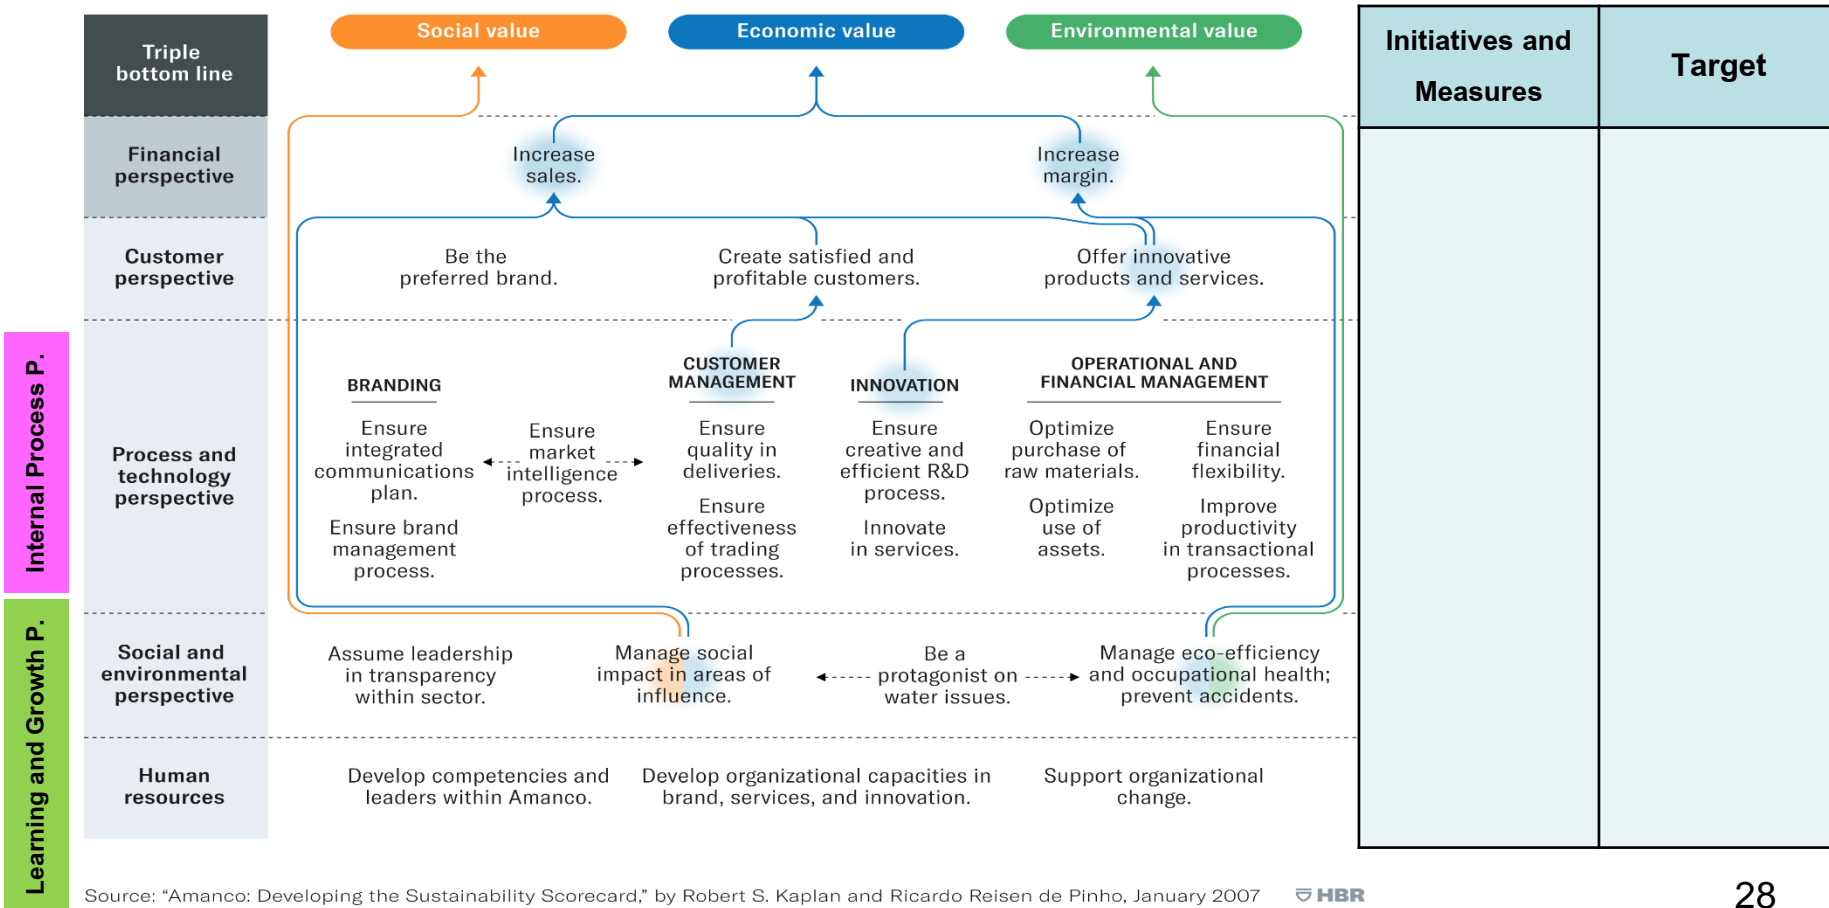 Triple
bottom line
Social value
Economic value
Environmental value
Initiatives and
Measures
Target
Financial
perspective
Increase
sales.
Increase
margin.
Customer
perspective
Be the
preferred brand.
Create satisfied and
profitable customers.
Offer innovative
products and services.
Internal Process P.
Process and
technology
perspective
BRANDING
Ensure
integrated
communications
plan.
Ensure brand
management
process.
Ensure
market
intelligence
process.
CUSTOMER
MANAGEMENT
Ensure
quality in
deliveries.
Ensure
effectiveness
of trading
processes.
INNOVATION
Ensure
creative and
efficient R&D
process.
Innovate
in services.
OPERATIONAL AND
FINANCIAL MANAGEMENT
Optimize
purchase of
raw materials.
Optimize
use of
assets.
Ensure
financial
flexibility.
Improve
productivity
in transactional
processes.
Learning and Growth P.
Social and
environmental
perspective
Assume leadership
in transparency
within sector.
Manage social
impact in areas of
influence.
Be a
protagonist on
water issues.
Manage eco-efficiency
and occupational health;
prevent accidents.
Human
resources
Develop competencies and
leaders within Amanco.
Develop organizational capacities in
brand, services, and innovation.
Support organizational
change.
Source: “Amanco: Developing the Sustainability Scorecard,” by Robert S. Kaplan and Ricardo Reisen de Pinho, January 2007
HBR
28